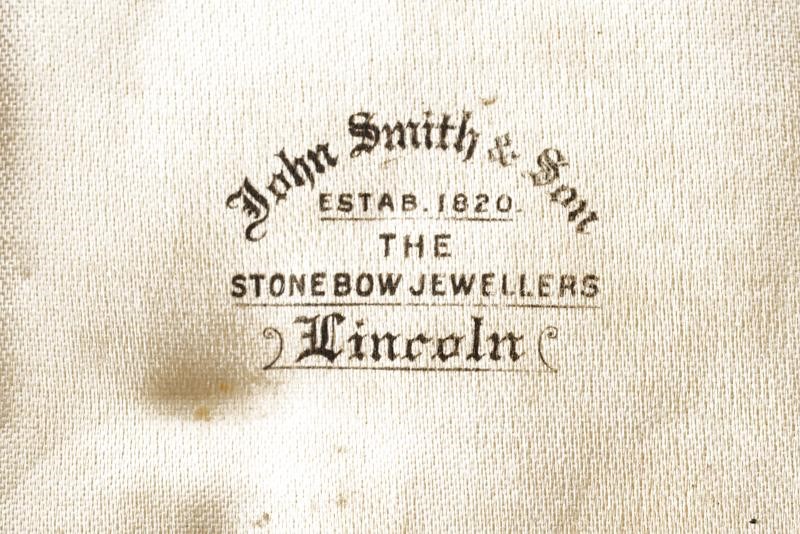 John Smith & Son
ESTAB. 1820.
THE
STONEBOW JEWELLERS
Lincoln